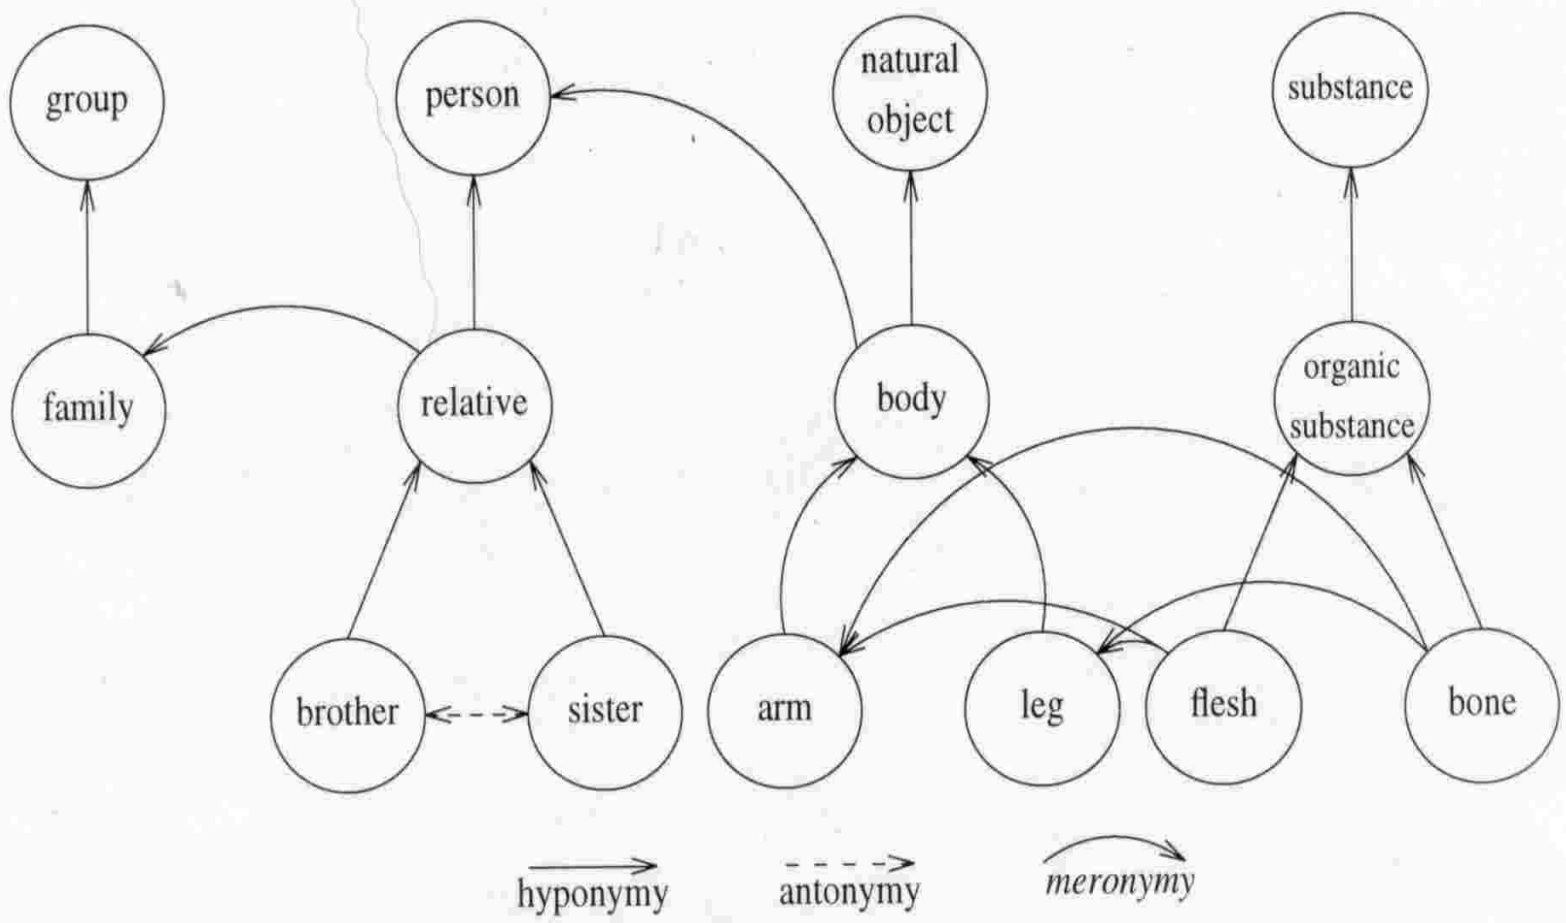 group
person
natural
object
substance
family
relative
body
organic
substance
brother
sister
arm
leg
flesh
bone
hyponymy
antonymy
meronymy